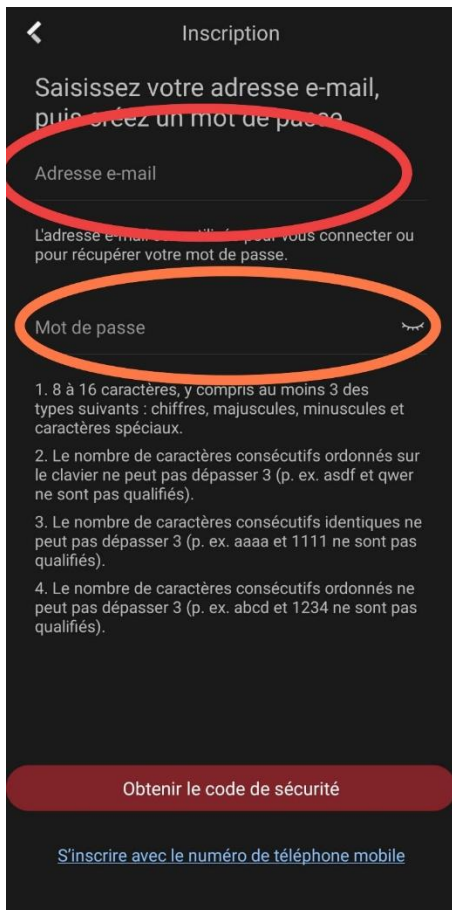 Inscription
Saisissez votre adresse e-mail,
puis créez un mot de passe
Adresse e-mail
L'adresse e-mail utilisée pour vous connecter ou
pour récupérer votre mot de passe.
Mot de passe
1. 8 à 16 caractères, y compris au moins 3 des
types suivants : chiffres, majuscules, minuscules et
caractères spéciaux.
2. Le nombre de caractères consécutifs ordonnés sur
le clavier ne peut pas dépasser 3 (p. ex. asdf et qwer
ne sont pas qualifiés).
3. Le nombre de caractères consécutifs identiques ne
peut pas dépasser 3 (p. ex. aaaa et 1111 ne sont pas
qualifiés).
4. Le nombre de caractères consécutifs ordonnés ne
peut pas dépasser 3 (p. ex. abcd et 1234 ne sont pas
qualifiés).
Obtenir le code de sécurité
S'inscrire avec le numéro de téléphone mobile